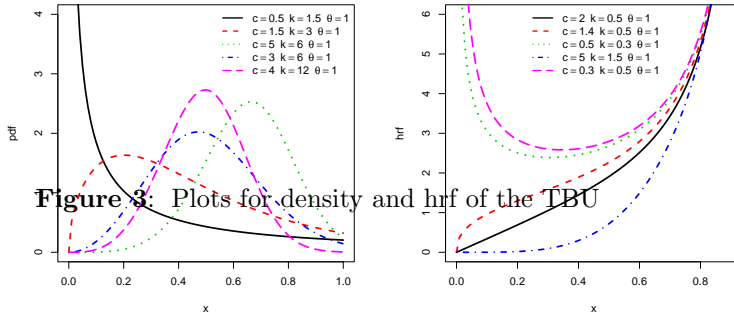 c=0.5 k=1.5 θ=1
c=1.5 k=3 θ=1
c=5 k=6 θ=1
c=3 k=6 θ=1
c=4 k=12 θ=1
pdf
0 1 2 3 4
0.0 0.2 0.4 0.6 0.8 1.0
x
c=2 k=0.5 θ=1
c=1.4 k=0.5 θ=1
c=0.5 k=0.3 θ=1
c=5 k=1.5 θ=1
c=0.3 k=0.5 θ=1
hrf
0 1 2 3 4 5 6
0.0 0.2 0.4 0.6 0.8
x
Figure 3: Plots for density and hrf of the TBU